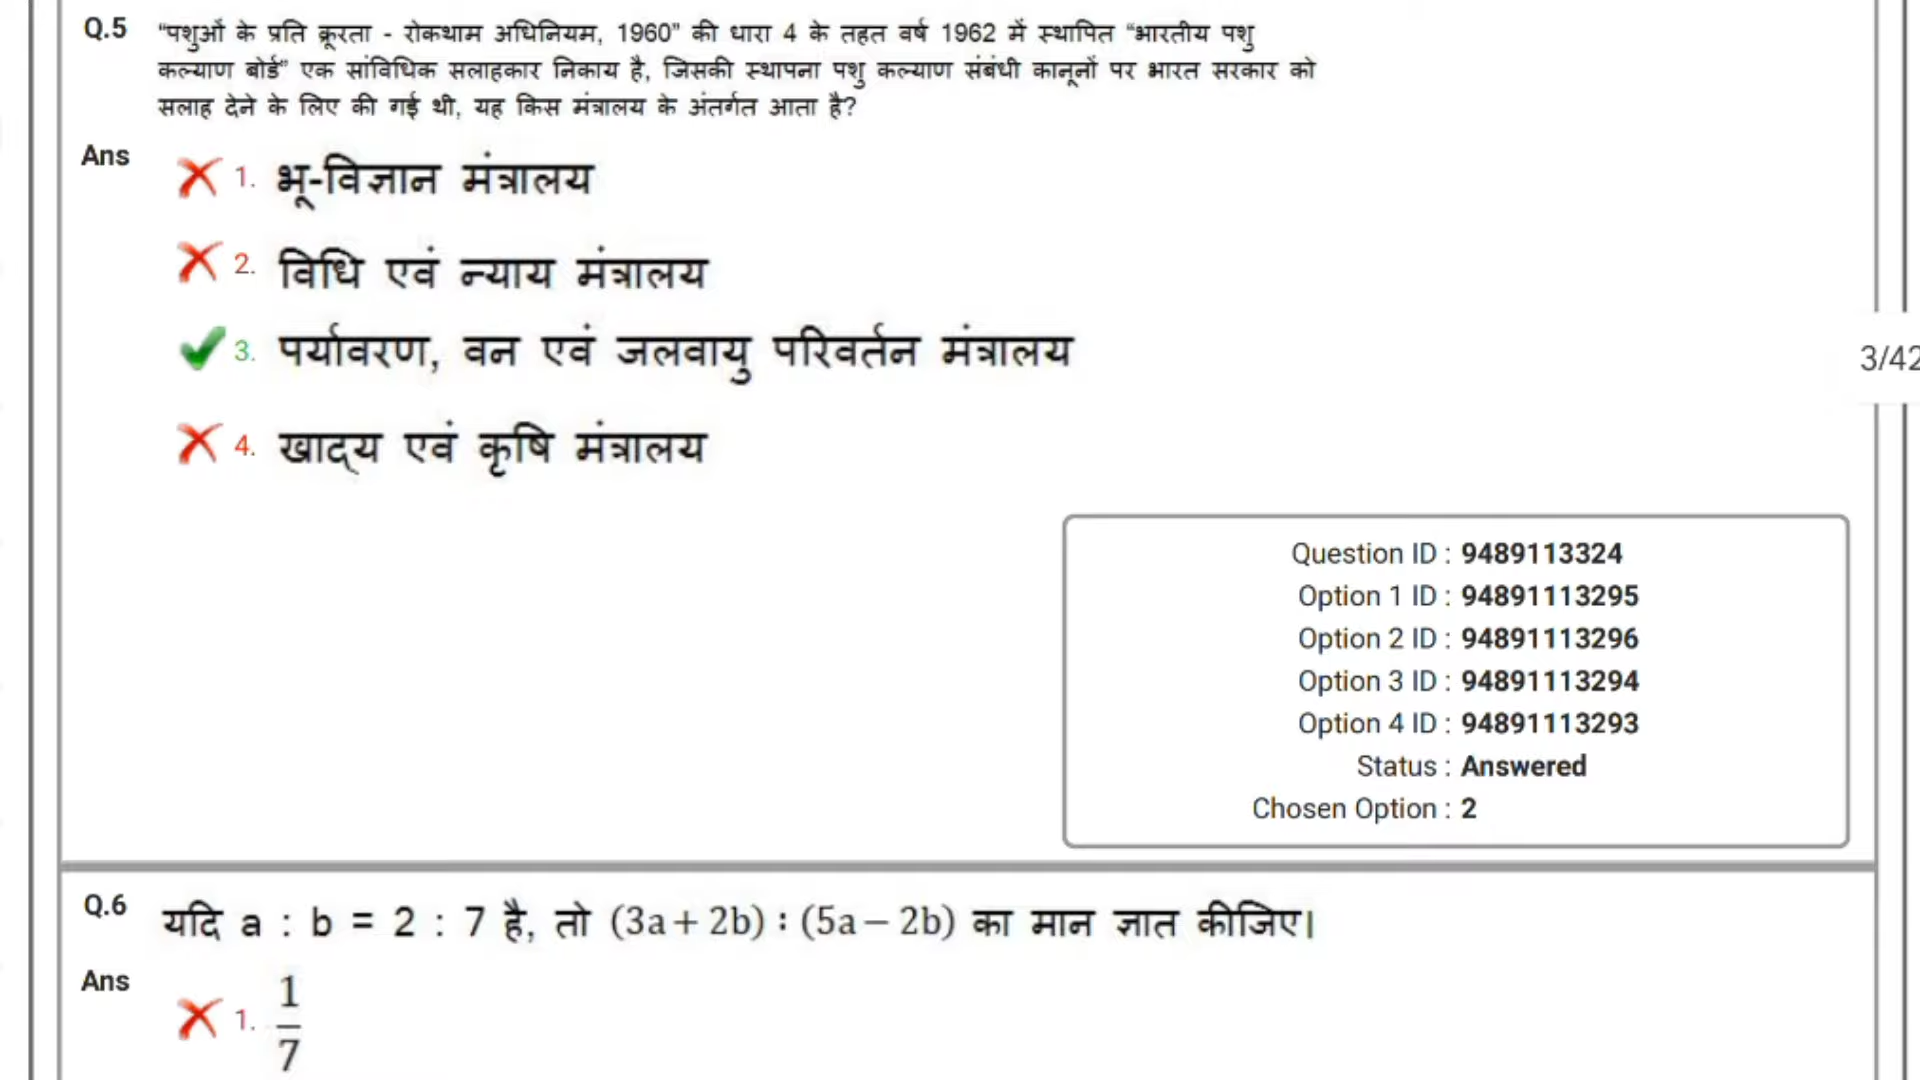 Q.5 "पशुओं के प्रति क्रूरता - रोकथाम अधिनियम, 1960" की धारा 4 के तहत वर्ष 1962 में स्थापित "भारतीय पशु
कल्याण बोर्ड" एक सांविधिक सलाहकार निकाय है, जिसकी स्थापना पशु कल्याण संबंधी कानूनों पर भारत सरकार को
सलाह देने के लिए की गई थी, यह किस मंत्रालय के अंतर्गत आता है?
Ans
1. भू-विज्ञान मंत्रालय
2. विधि एवं न्याय मंत्रालय
3. पर्यावरण, वन एवं जलवायु परिवर्तन मंत्रालय
3/42
4. खाद्य एवं कृषि मंत्रालय
Question ID : 9489113324
Option 1 ID : 94891113295
Option 2 ID : 94891113296
Option 3 ID : 94891113294
Option 4 ID : 94891113293
Status : Answered
Chosen Option : 2
Q.6 यदि a : b = 2 : 7 है, तो (3a + 2b) : (5a – 2b) का मान ज्ञात कीजिए।
Ans
1. 1/7